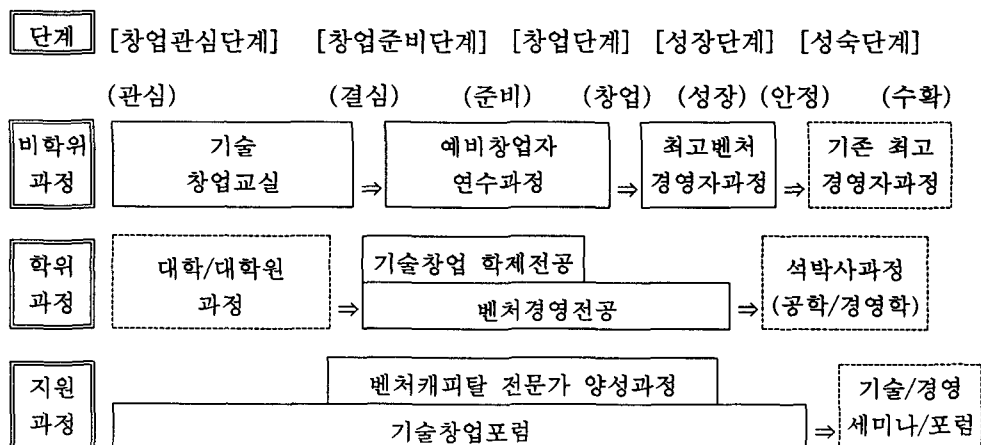 단계 [창업관심단계] [창업준비단계] [창업단계] [성장단계] [성숙단계]
(관심) (결심) (준비) (창업) (성장) (안정) (수확)
비학위 기술 예비창업자 최고벤처 기존 최고
과정 창업교실 ⇒ 연수과정 ⇒ 경영자과정 ⇒ 경영자과정
학위 대학/대학원 기술창업 학제전공 석박사과정
과정 과정 ⇒ 벤처경영전공 ⇒ (공학/경영학)
지원 벤처캐피탈 전문가 양성과정 기술/경영
과정 기술창업포럼 ⇒ 세미나/포럼